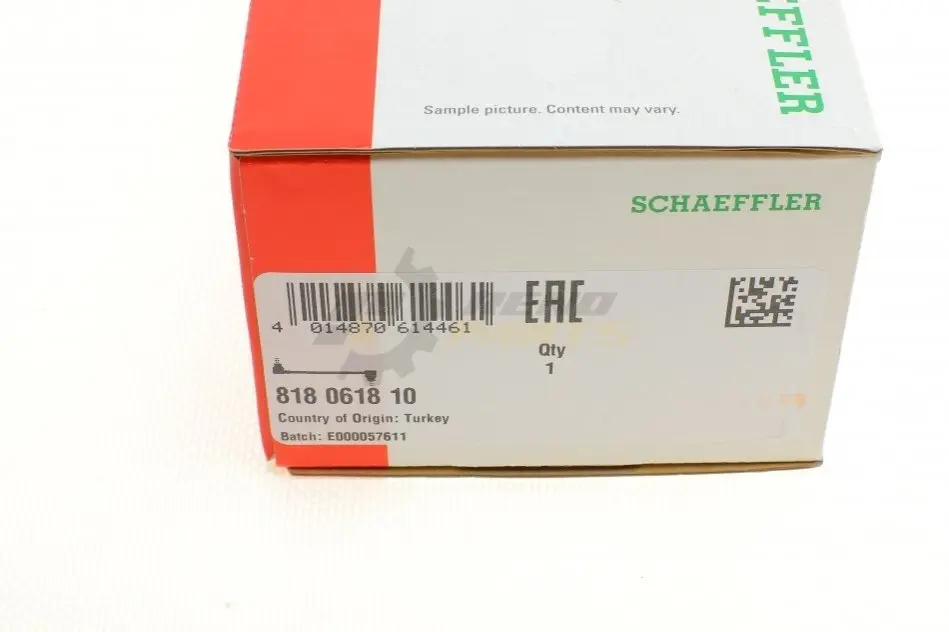 EFFLER
Sample picture. Content may vary.
SCHAEFFLER
4 014870 614461
EAC
Qty
1
818 0618 10
Country of Origin: Turkey
Batch: E000057611